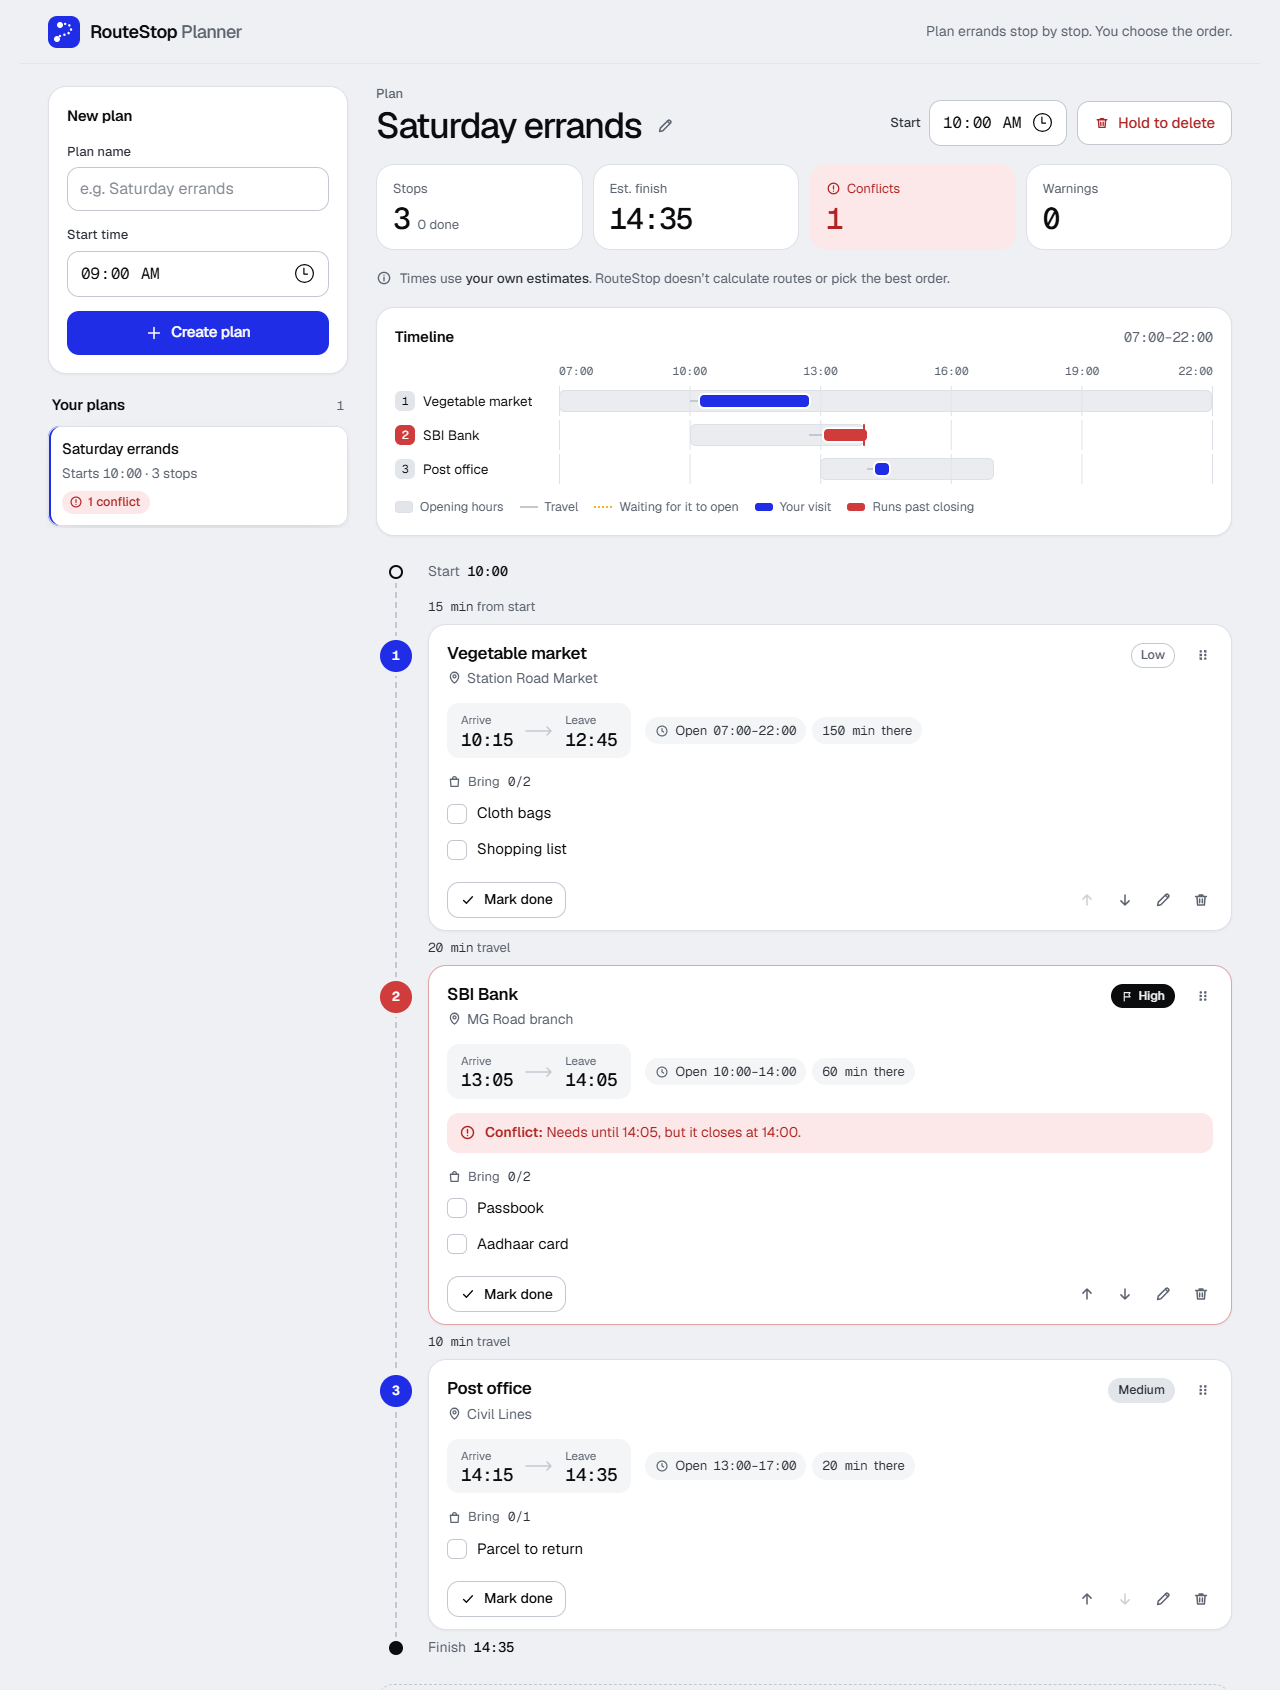 RouteStop Planner
Plan errands stop by stop. You choose the order.
New plan
Plan name
e.g. Saturday errands
Start time
09:00 AM
Create plan
Your plans 1
Saturday errands
Starts 10:00 · 3 stops
1 conflict
Plan
Saturday errands
Start 10:00 AM Hold to delete
Stops
3 0 done
Est. finish
14:35
Conflicts
1
Warnings
0
Times use your own estimates. RouteStop doesn’t calculate routes or pick the best order.
Timeline 07:00–22:00
07:00 10:00 13:00 16:00 19:00 22:00
1 Vegetable market
2 SBI Bank
3 Post office
Opening hours Travel Waiting for it to open Your visit Runs past closing
Start 10:00
15 min from start
1 Vegetable market Low
Station Road Market
Arrive Leave
10:15 12:45 Open 07:00–22:00 150 min there
Bring 0/2
Cloth bags
Shopping list
Mark done
20 min travel
2 SBI Bank High
MG Road branch
Arrive Leave
13:05 14:05 Open 10:00–14:00 60 min there
Conflict: Needs until 14:05, but it closes at 14:00.
Bring 0/2
Passbook
Aadhaar card
Mark done
10 min travel
3 Post office Medium
Civil Lines
Arrive Leave
14:15 14:35 Open 13:00–17:00 20 min there
Bring 0/1
Parcel to return
Mark done
Finish 14:35